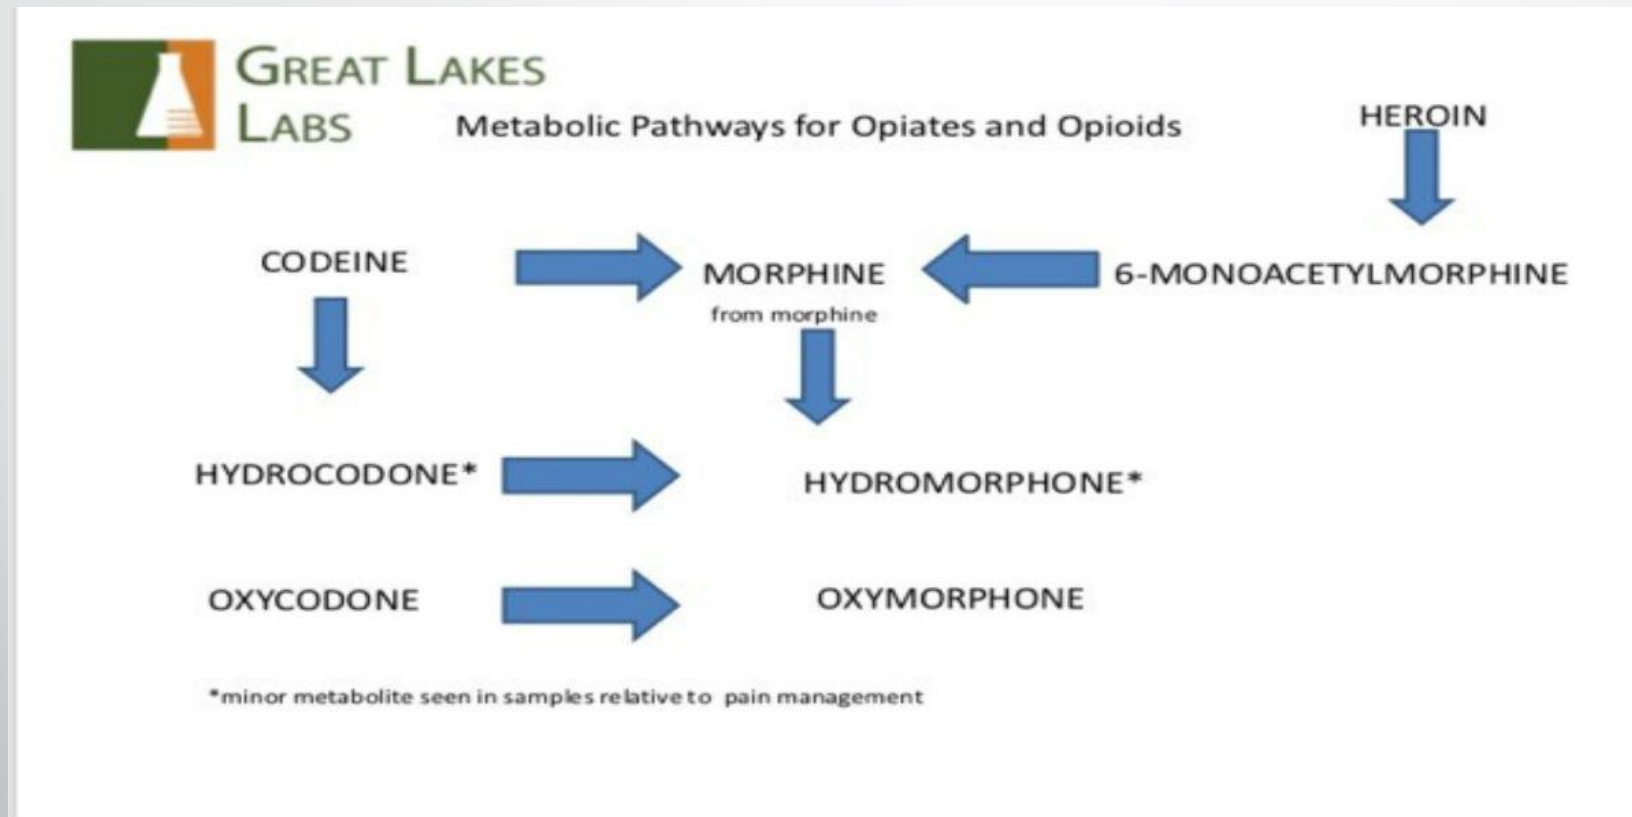 GREAT LAKES
LABS
Metabolic Pathways for Opiates and Opioids
HEROIN
CODEINE
MORPHINE
6-MONOACETYLMORPHINE
from morphine
HYDROCODONE*
HYDROMORPHONE*
OXYCODONE
OXYMORPHONE
*minor metabolite seen in samples relative to pain management